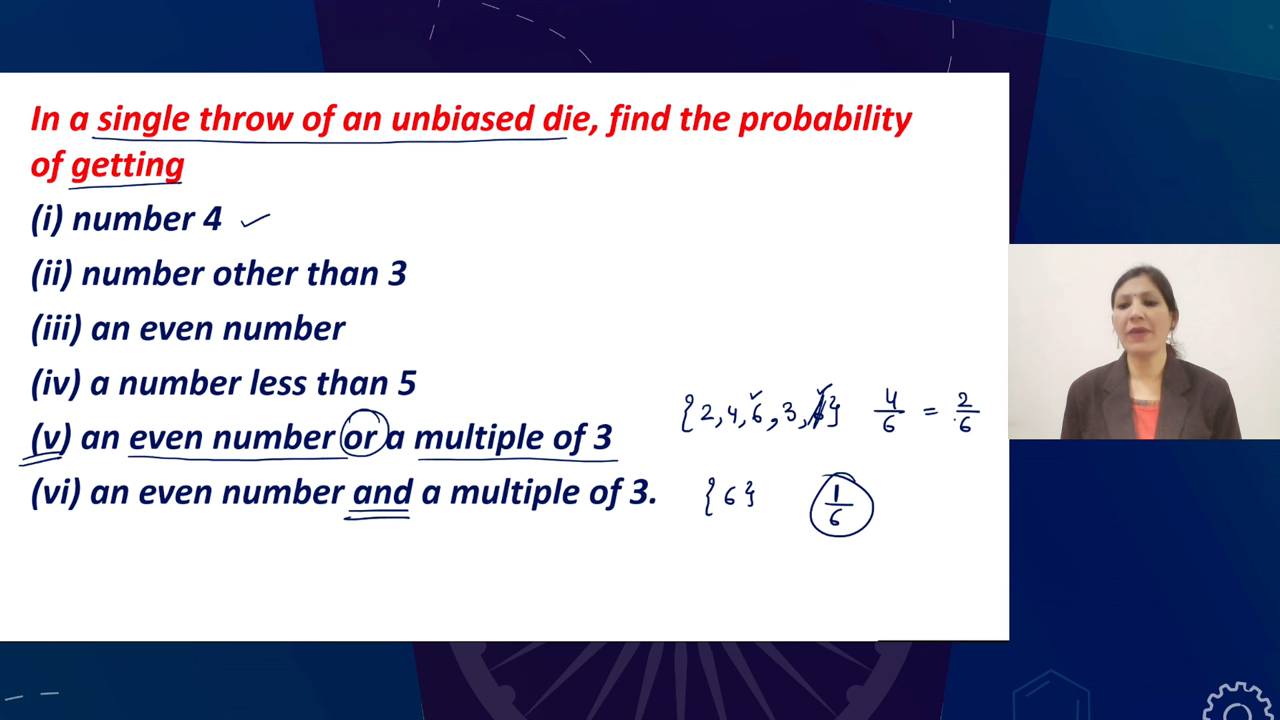 In a single throw of an unbiased die, find the probability
of getting
(i) number 4
(ii) number other than 3
(iii) an even number
(iv) a number less than 5
(v) an even number or a multiple of 3 {2,4,6,3,6} 4/6 = 2/6
(vi) an even number and a multiple of 3. {6} 1/6